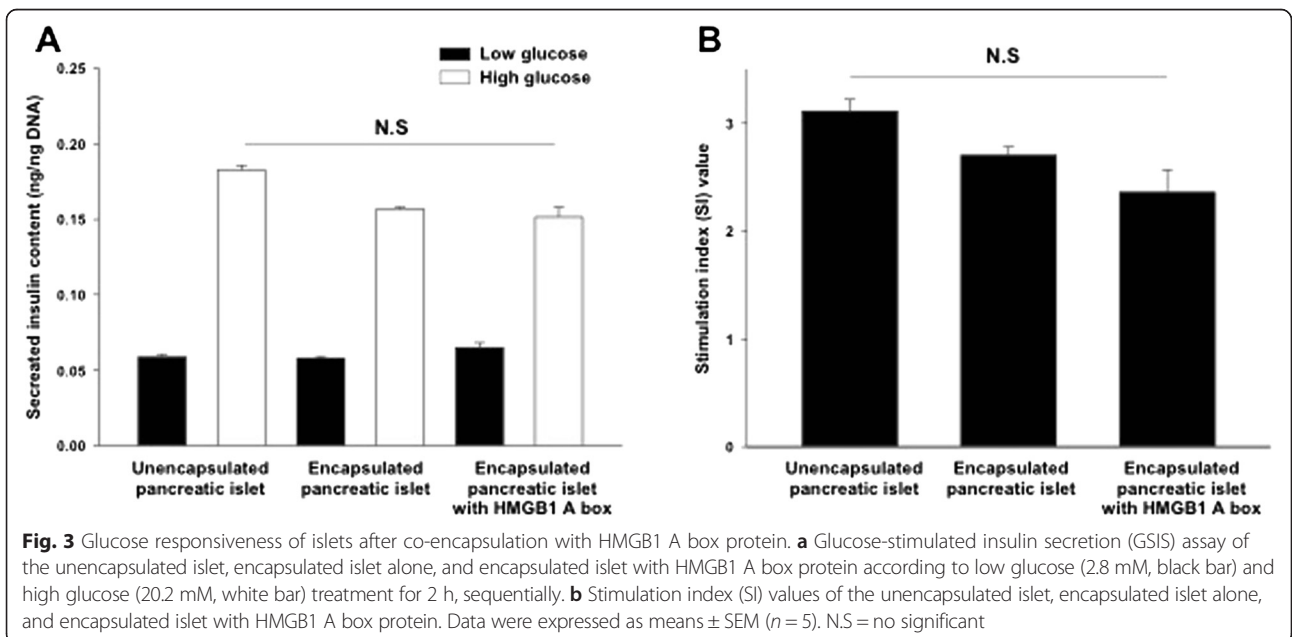 A
Low glucose
High glucose
0.25
0.20
0.15
0.10
0.05
0.00
Secreated insulin content (ng/ng DNA)
N.S
Unencapsulated
pancreatic islet
Encapsulated
pancreatic islet
Encapsulated
pancreatic islet
with HMGB1 A box
B
N.S
3
2
1
0
Stimulation index (SI) value
Unencapsulated
pancreatic islet
Encapsulated
pancreatic islet
Encapsulated
pancreatic islet
with HMGB1 A box
Fig. 3 Glucose responsiveness of islets after co-encapsulation with HMGB1 A box protein. a Glucose-stimulated insulin secretion (GSIS) assay of
the unencapsulated islet, encapsulated islet alone, and encapsulated islet with HMGB1 A box protein according to low glucose (2.8 mM, black bar) and
high glucose (20.2 mM, white bar) treatment for 2 h, sequentially. b Stimulation index (SI) values of the unencapsulated islet, encapsulated islet alone,
and encapsulated islet with HMGB1 A box protein. Data were expressed as means ± SEM (n = 5). N.S = no significant